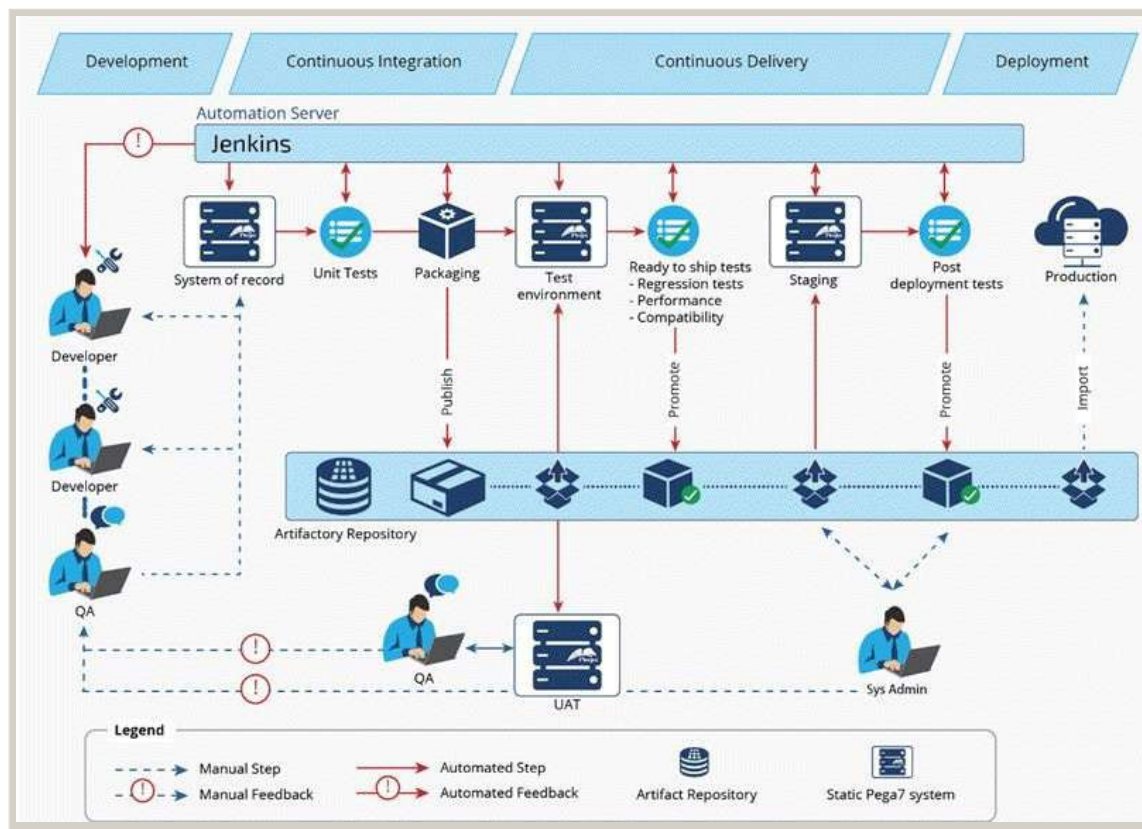 Development
Continuous Integration
Continuous Delivery
Deployment
Automation Server
Jenkins
System of record
Unit Tests
Packaging
Test
environment
Ready to ship tests
- Regression tests
- Performance
- Compatibility
Staging
Post
deployment tests
Production
Developer
Publish
Promote
Promote
Import
Developer
Artifactory Repository
QA
QA
UAT
Sys Admin
Legend
Manual Step
Manual Feedback
Automated Step
Automated Feedback
Artifact Repository
Static Pega7 system